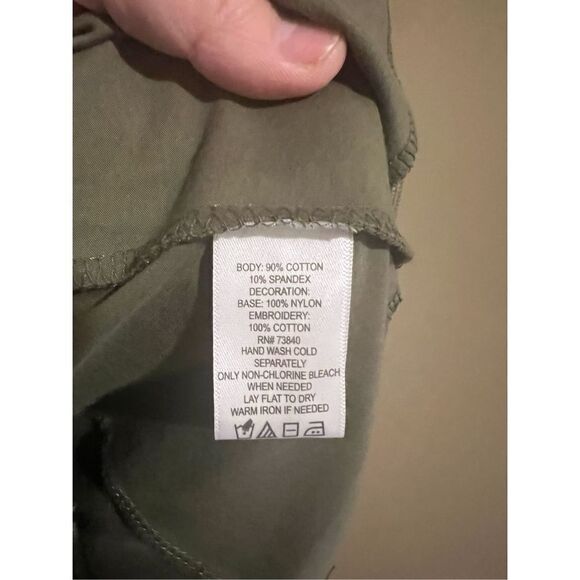 BODY: 90% COTTON
10% SPANDEX
DECORATION:
BASE: 100% NYLON
EMBROIDERY:
100% COTTON
RN# 73840
HAND WASH COLD
SEPARATELY
ONLY NON-CHLORINE BLEACH
WHEN NEEDED
LAY FLAT TO DRY
WARM IRON IF NEEDED